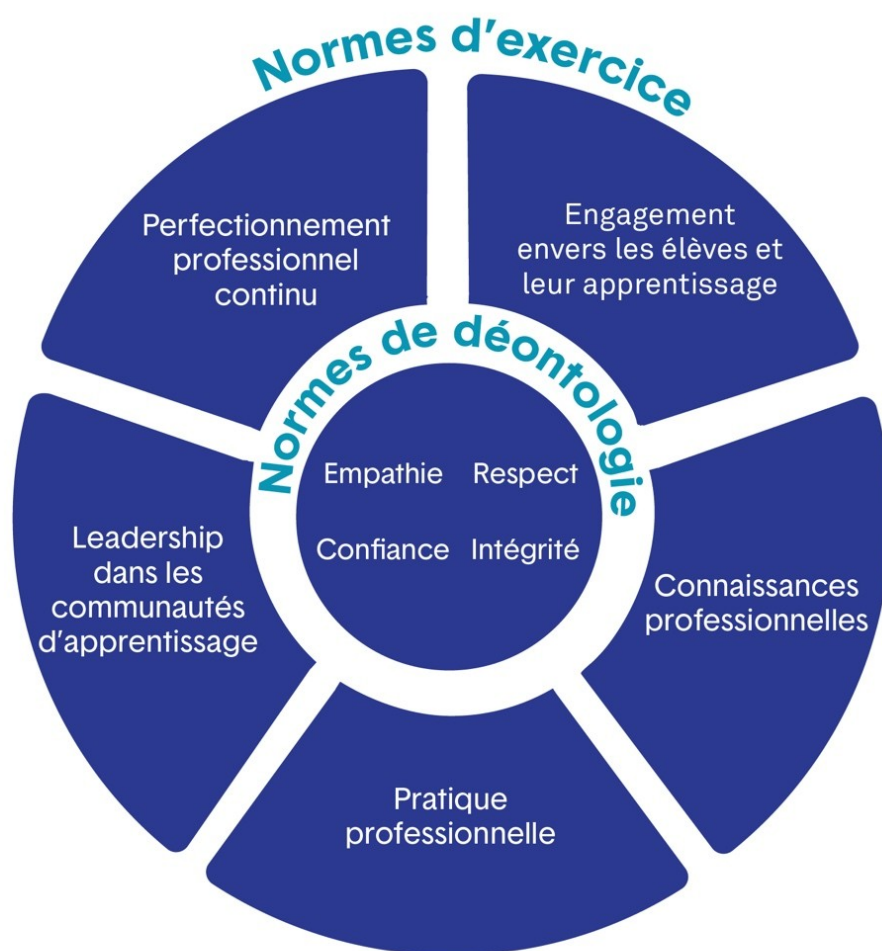 Normes d'exercice
Perfectionnement
professionnel
continu
Engagement
envers les élèves et
leur apprentissage
Normes de déontologie
Empathie Respect
Confiance Intégrité
Leadership
dans les
communautés
d'apprentissage
Connaissances
professionnelles
Pratique
professionnelle